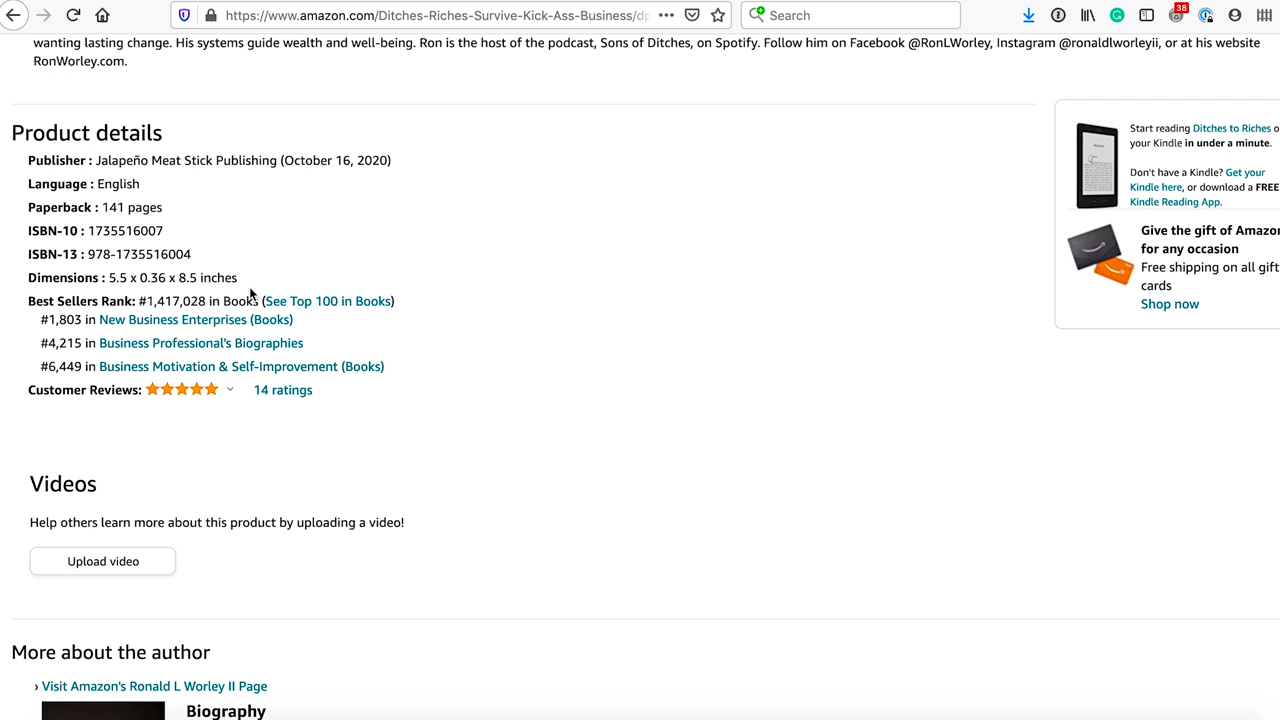 https://www.amazon.com/Ditches-Riches-Survive-Kick-Ass-Business/dp
Search
38
wanting lasting change. His systems guide wealth and well-being. Ron is the host of the podcast, Sons of Ditches, on Spotify. Follow him on Facebook @RonLWorley, Instagram @ronaldlworleyii, or at his website
RonWorley.com.
Product details
Publisher : Jalapeño Meat Stick Publishing (October 16, 2020)
Language : English
Paperback : 141 pages
ISBN-10 : 1735516007
ISBN-13 : 978-1735516004
Dimensions : 5.5 x 0.36 x 8.5 inches
Best Sellers Rank: #1,417,028 in Books (See Top 100 in Books)
#1,803 in New Business Enterprises (Books)
#4,215 in Business Professional's Biographies
#6,449 in Business Motivation & Self-Improvement (Books)
Customer Reviews: 14 ratings
Start reading Ditches to Riches o
your Kindle in under a minute.
Don't have a Kindle? Get your
Kindle here, or download a FREE
Kindle Reading App.
Give the gift of Amazon
for any occasion
Free shipping on all gift
cards
Shop now
Videos
Help others learn more about this product by uploading a video!
Upload video
More about the author
› Visit Amazon's Ronald L Worley II Page
Biography